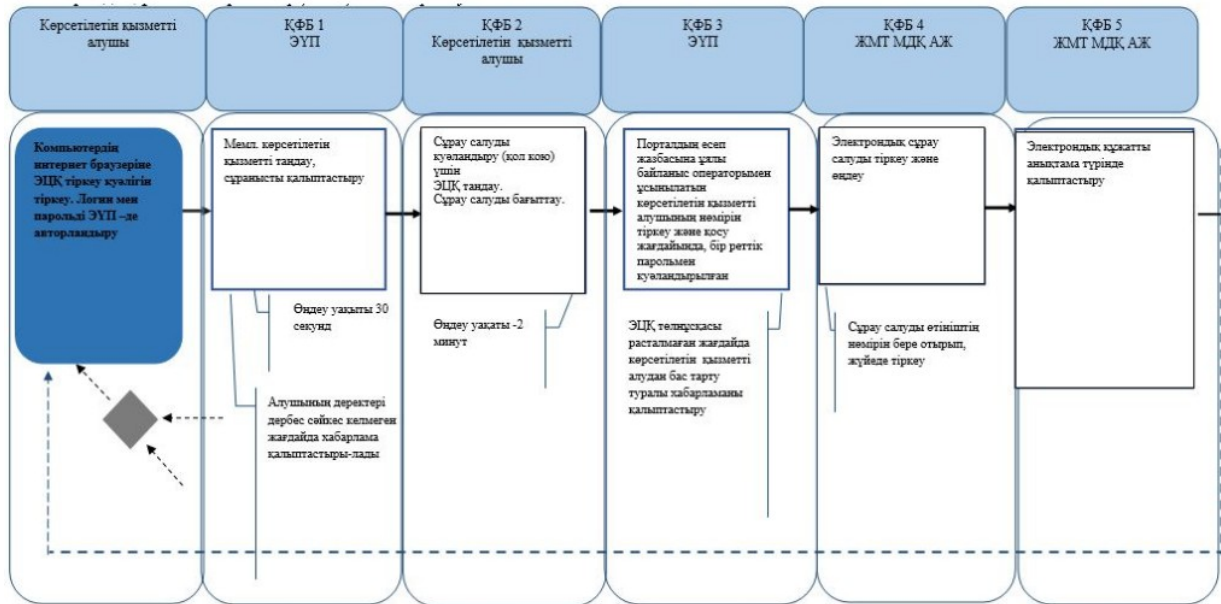 Көрсетілетін қызметті
алушы
ҚФБ 1
ЭҮП
ҚФБ 2
Көрсетілетін қызметті
алушы
ҚФБ 3
ЭҮП
ҚФБ 4
ЖМТ МДҚ АЖ
ҚФБ 5
ЖМТ МДҚ АЖ
Компьютердің
интернет браузеріне
ЭЦҚ тіркеу куәлігін
тіркеу. Логин мен
парольді ЭҮП –де
авторландыру
Мемл. көрсетілетін
қызметті таңдау,
сұранысты қалыптастыру
Сұрау салуды
куәландыру (қол кою)
үшін
ЭЦҚ таңдау.
Сұрау салуды бағыттау.
Порталдың есеп
жазбасына ұялы
байланыс операторымен
ұсынылатын
көрсетілетін қызметті
алушының нөмірін
тіркеу және қосу
жағдайында, бір реттік
парольмен
куәландырылған
Электрондық сұрау
салуды тіркеу және
өңдеу
Электрондық құжатты
анықтама түрінде
қалыптастыру
Өңдеу уақыты 30
секунд
Алушының деректері
дербес сәйкес келмеген
жағдайда хабарлама
қалыптастыры-лады
Өңдеу уақаты -2
минут
ЭЦҚ төлнұсқасы
расталмаған жағдайда
көрсетілетін қызметті
алудан бас тарту
туралы хабарламаны
қалыптастыру
Сұрау салуды өтініштің
нөмірін бере отырып,
жүйеде тіркеу